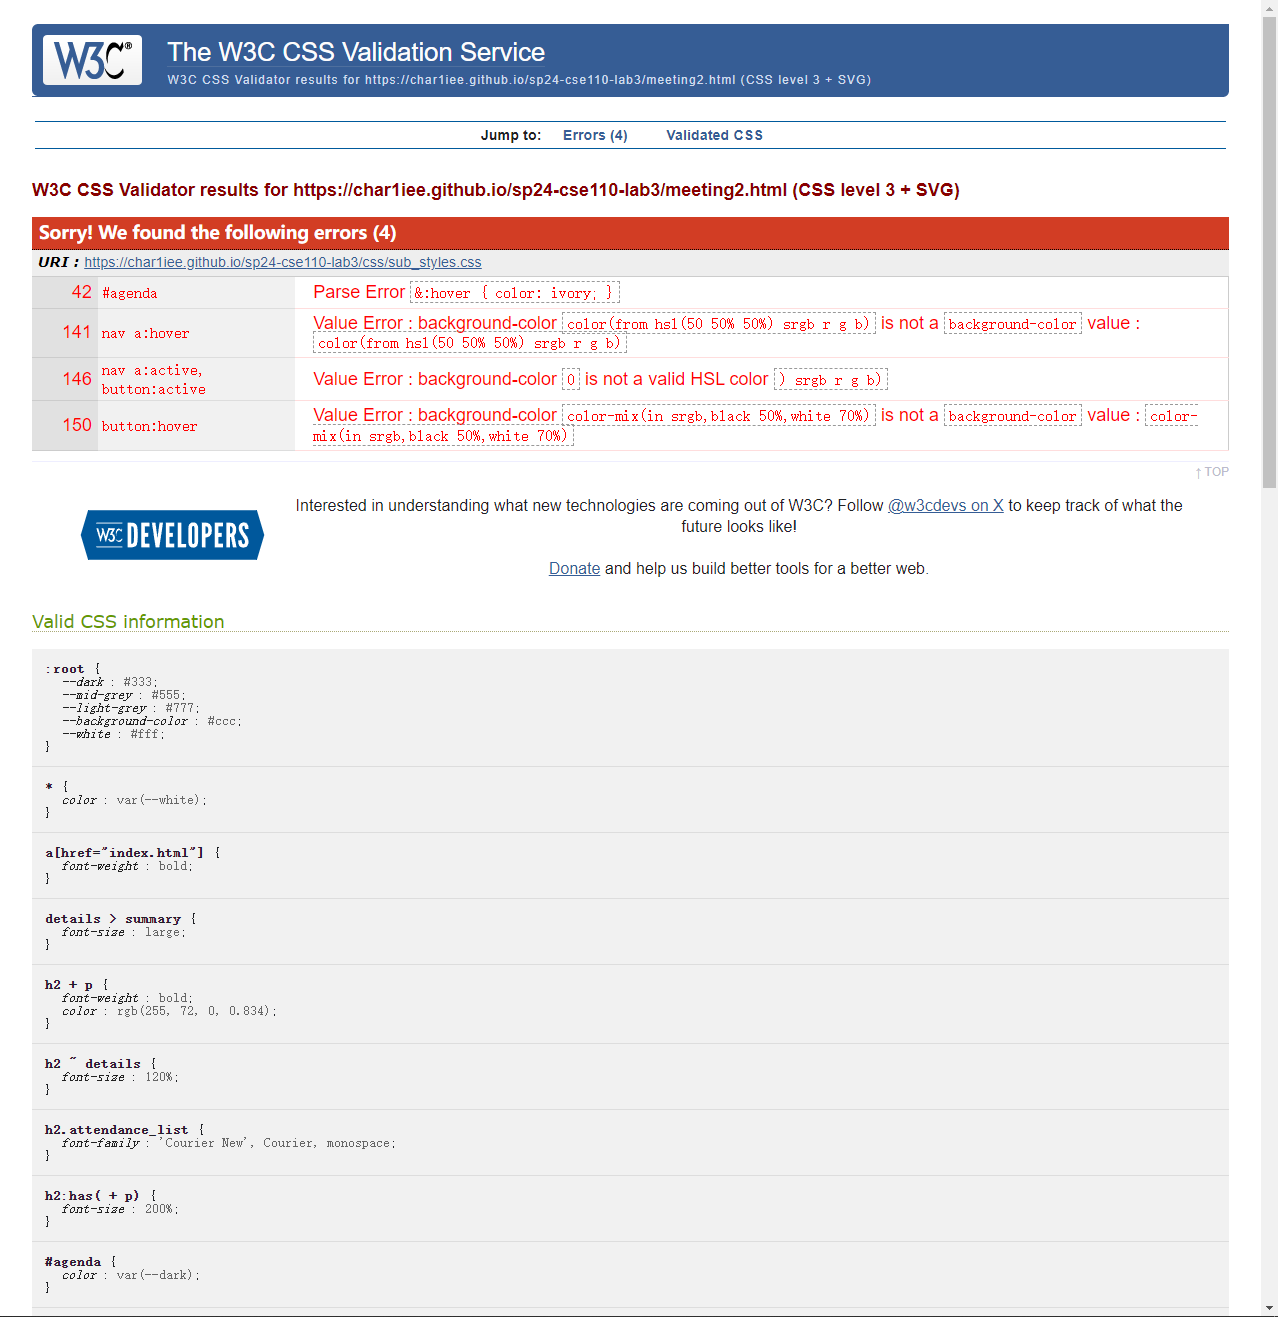 W3C®
The W3C CSS Validation Service
W3C CSS Validator results for https://char1iee.github.io/sp24-cse110-lab3/meeting2.html (CSS level 3 + SVG)
Jump to: Errors (4) Validated CSS
W3C CSS Validator results for https://char1iee.github.io/sp24-cse110-lab3/meeting2.html (CSS level 3 + SVG)
Sorry! We found the following errors (4)
URI : https://char1iee.github.io/sp24-cse110-lab3/css/sub_styles.css
42 #agenda Parse Error &:hover { color: ivory; }
141 nav a:hover Value Error : background-color color(from hsl(50 50% 50%) srgb r g b) is not a background-color value :
color(from hsl(50 50% 50%) srgb r g b)
146 nav a:active,
button:active Value Error : background-color 0 is not a valid HSL color ) srgb r g b)
150 button:hover Value Error : background-color color-mix(in srgb,black 50%,white 70%) is not a background-color value : color-
mix(in srgb,black 50%,white 70%)
↑ TOP
W3C DEVELOPERS
Interested in understanding what new technologies are coming out of W3C? Follow @w3cdevs on X to keep track of what the
future looks like!
Donate and help us build better tools for a better web.
Valid CSS information
:root {
--dark : #333;
--mid-grey : #555;
--light-grey : #777;
--background-color : #ccc;
--white : #fff;
}
* {
color : var(--white);
}
a[href="index.html"] {
font-weight : bold;
}
details > summary {
font-size : large;
}
h2 + p {
font-weight : bold;
color : rgb(255, 72, 0, 0.834);
}
h2 ~ details {
font-size : 120%;
}
h2.attendance_list {
font-family : 'Courier New', Courier, monospace;
}
h2:has( + p) {
font-size : 200%;
}
#agenda {
color : var(--dark);
}